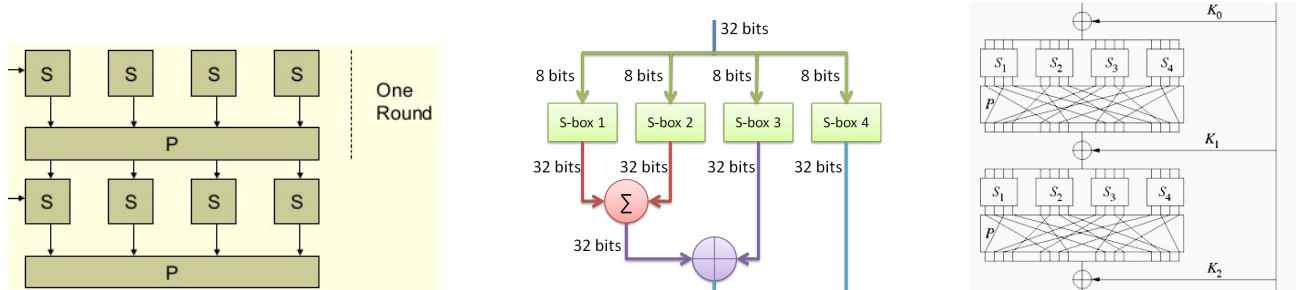 S S S S
One
Round
P
S S S S
P
32 bits
8 bits 8 bits 8 bits 8 bits
S-box 1 S-box 2 S-box 3 S-box 4
32 bits 32 bits 32 bits 32 bits
∑
32 bits
K0
S1 S2 S3 S4
P
K1
S1 S2 S3 S4
P
K2